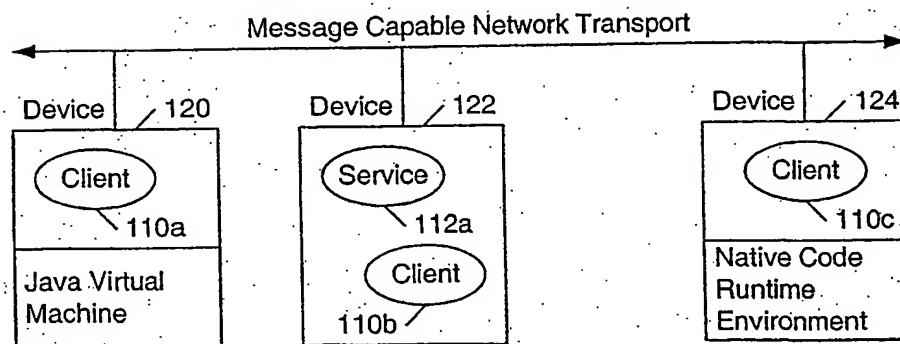 Message Capable Network Transport
Device 120
Client
110a
Java Virtual
Machine
Device 122
Service
112a
Client
110b
Device 124
Client
110c
Native Code
Runtime
Environment